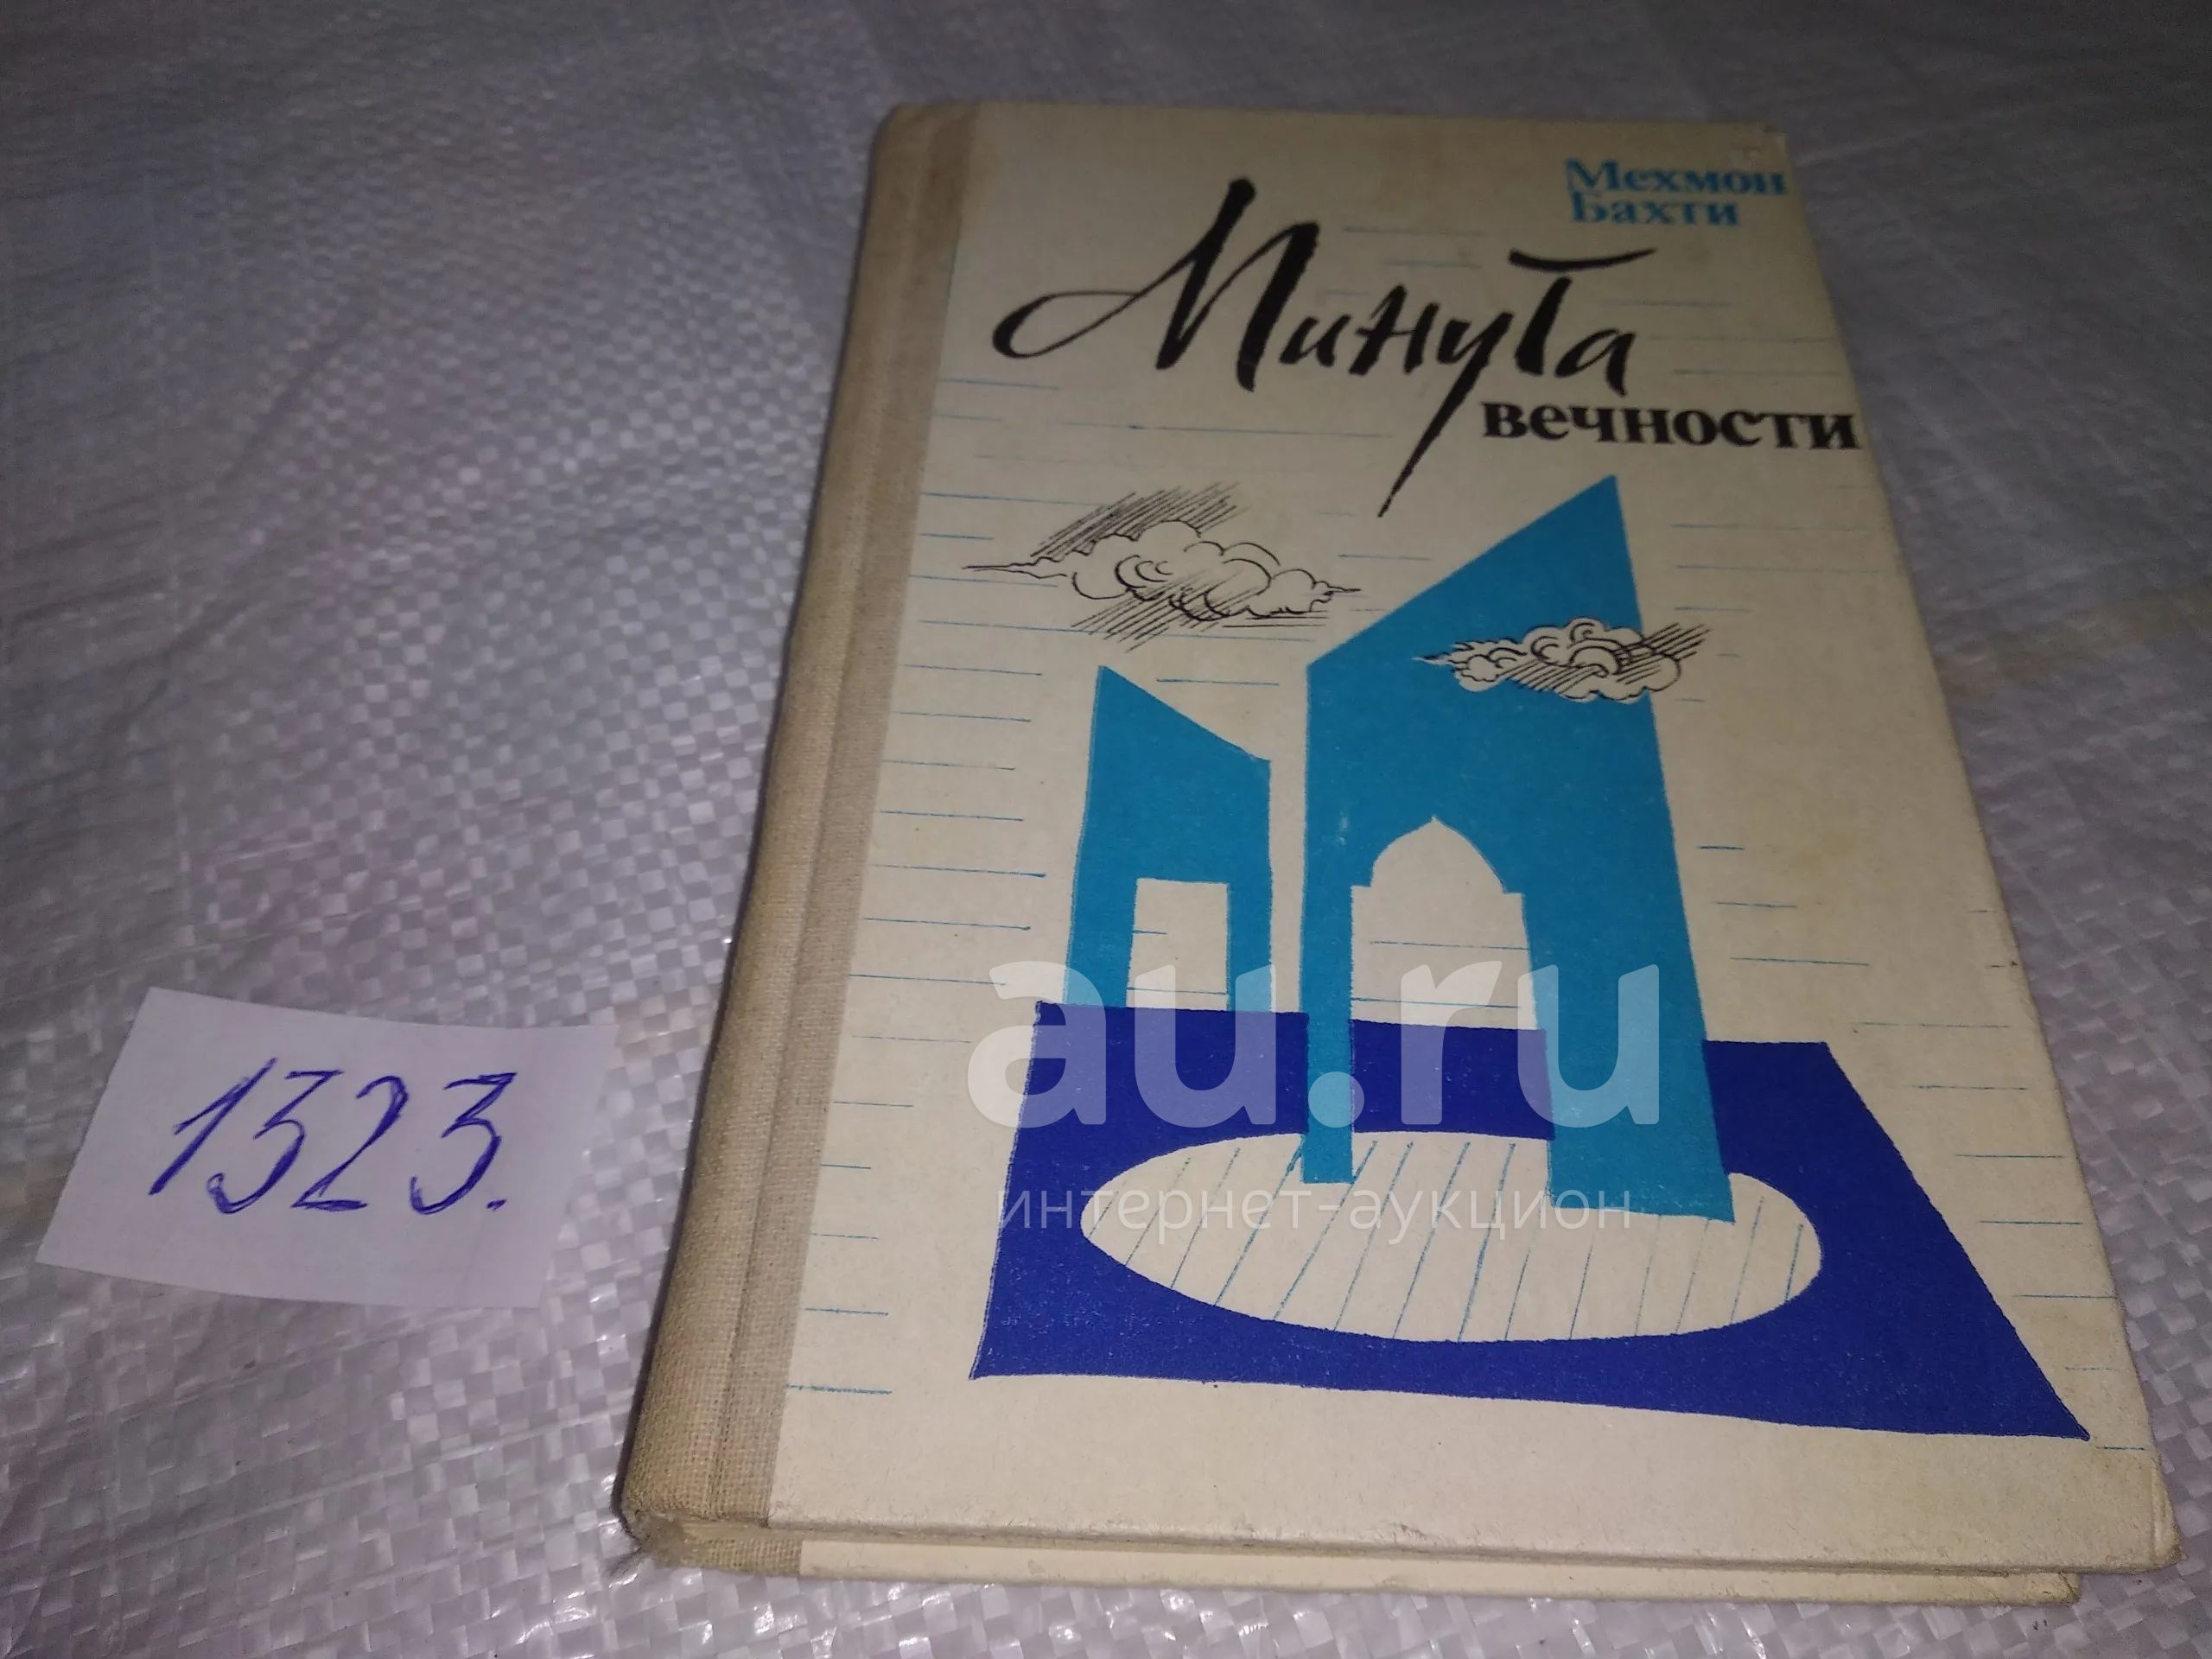 Мехмон
Бахти
Минута
вечности
1323.
au.ru
интернет-аукцион